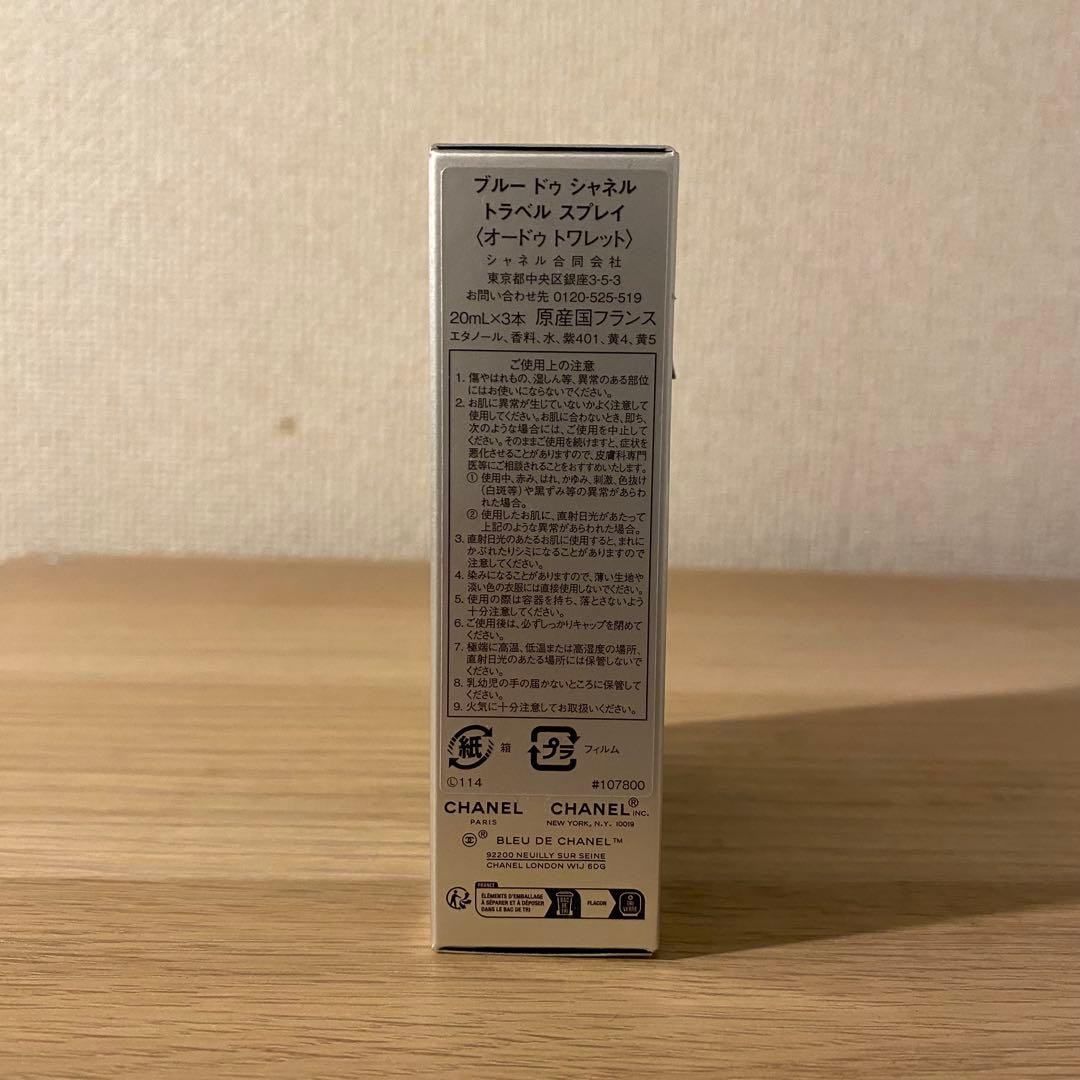 ブルー ドゥ シャネル
トラベル スプレイ
〈オードゥ トワレット〉
シャネル合同会社
東京都中央区銀座3-5-3
お問い合わせ先 0120-525-519
20mL×3本 原産国フランス
エタノール、香料、水、紫401、黄4、黄5
ご使用上の注意
1. 傷やはれもの、湿しん等、異常のある部位
にはお使いにならないでください。
2. お肌に異常が生じていないかよく注意して
使用してください。お肌に合わないとき、即ち、
次のような場合には、ご使用を中止して
ください。そのままご使用を続けますと、症状を
悪化させることがありますので、皮膚科専門
医等にご相談されることをおすすめいたします。
① 使用中、赤み、はれ、かゆみ、刺激、色抜け
(白斑等)や黒ずみ等の異常があらわ
れた場合。
② 使用したお肌に、直射日光があたって
上記のような異常があらわれた場合。
3. 直射日光のあたるお肌に使用すると、まれに
かぶれたりシミになることがありますので
注意してください。
4. 染みになることがありますので、薄い生地や
淡い色の衣服には直接使用しないでください。
5. 使用の際は容器を持ち、落とさないよう
十分注意してください。
6. ご使用後は、必ずしっかりキャップを閉めて
ください。
7. 極端に高温、低温または高湿度の場所、
直射日光のあたる場所には保管しないで
ください。
8. 乳幼児の手の届かないところに保管して
ください。
9. 火気に十分注意してお取扱いください。
紙 箱 プラ フィルム
Ⓛ114 #107800
CHANEL CHANEL® INC.
PARIS NEW YORK, N.Y. 10019
® BLEU DE CHANEL™
92200 NEUILLY SUR SEINE
CHANEL LONDON W1J 6DG
FRANCE
ÉLÉMENTS D'EMBALLAGE
À SÉPARER ET À DÉPOSER
DANS LE BAC DE TRI
BAC DE TRI
FLACON